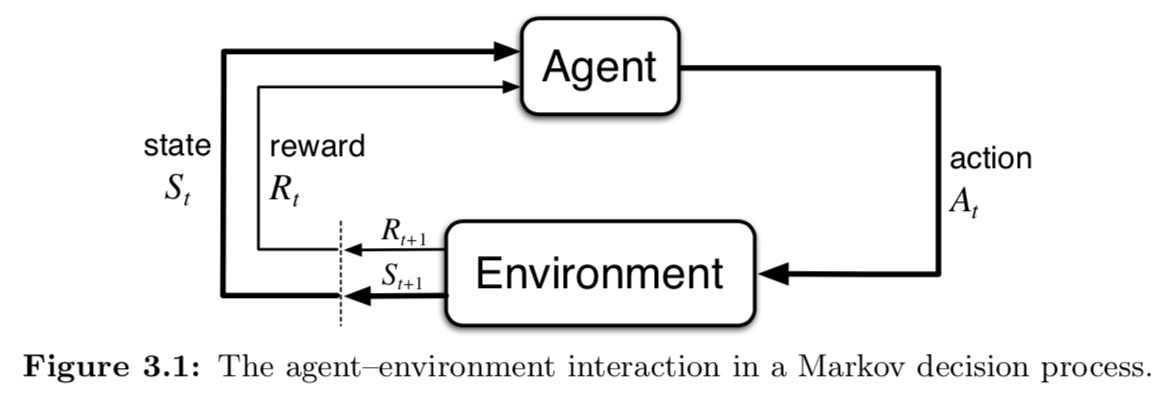 Agent
state
S_t
reward
R_t
action
A_t
R_{t+1}
S_{t+1}
Environment
Figure 3.1: The agent–environment interaction in a Markov decision process.